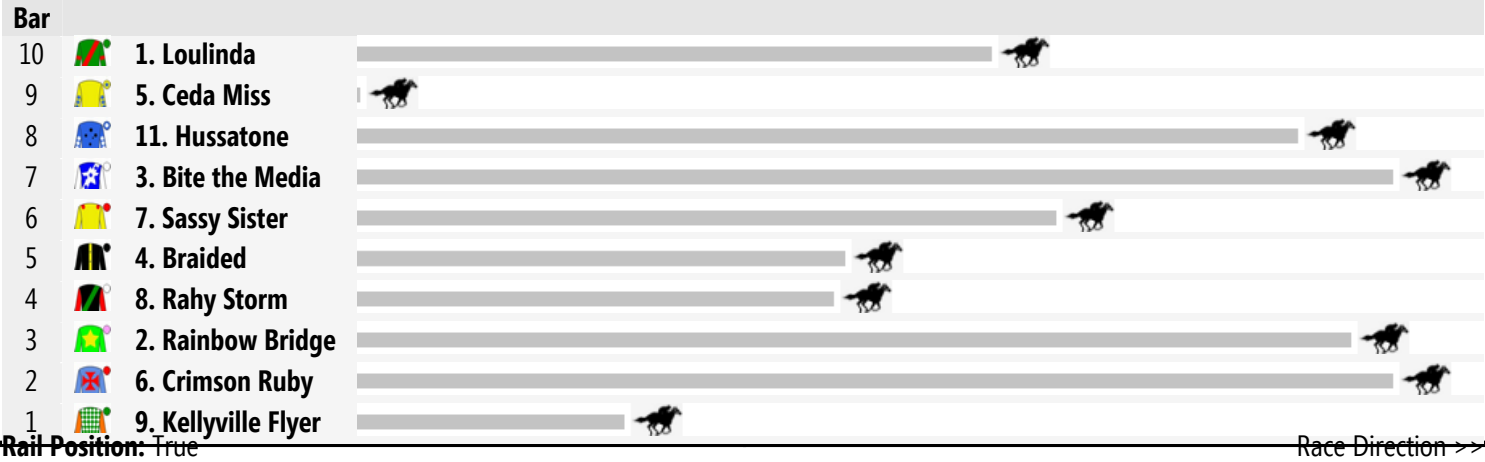 Bar
10 1. Loulinda
9 5. Ceda Miss
8 11. Hussatone
7 3. Bite the Media
6 7. Sassy Sister
5 4. Braided
4 8. Rahy Storm
3 2. Rainbow Bridge
2 6. Crimson Ruby
1 9. Kellyville Flyer
Rail Position: True Race Direction >>